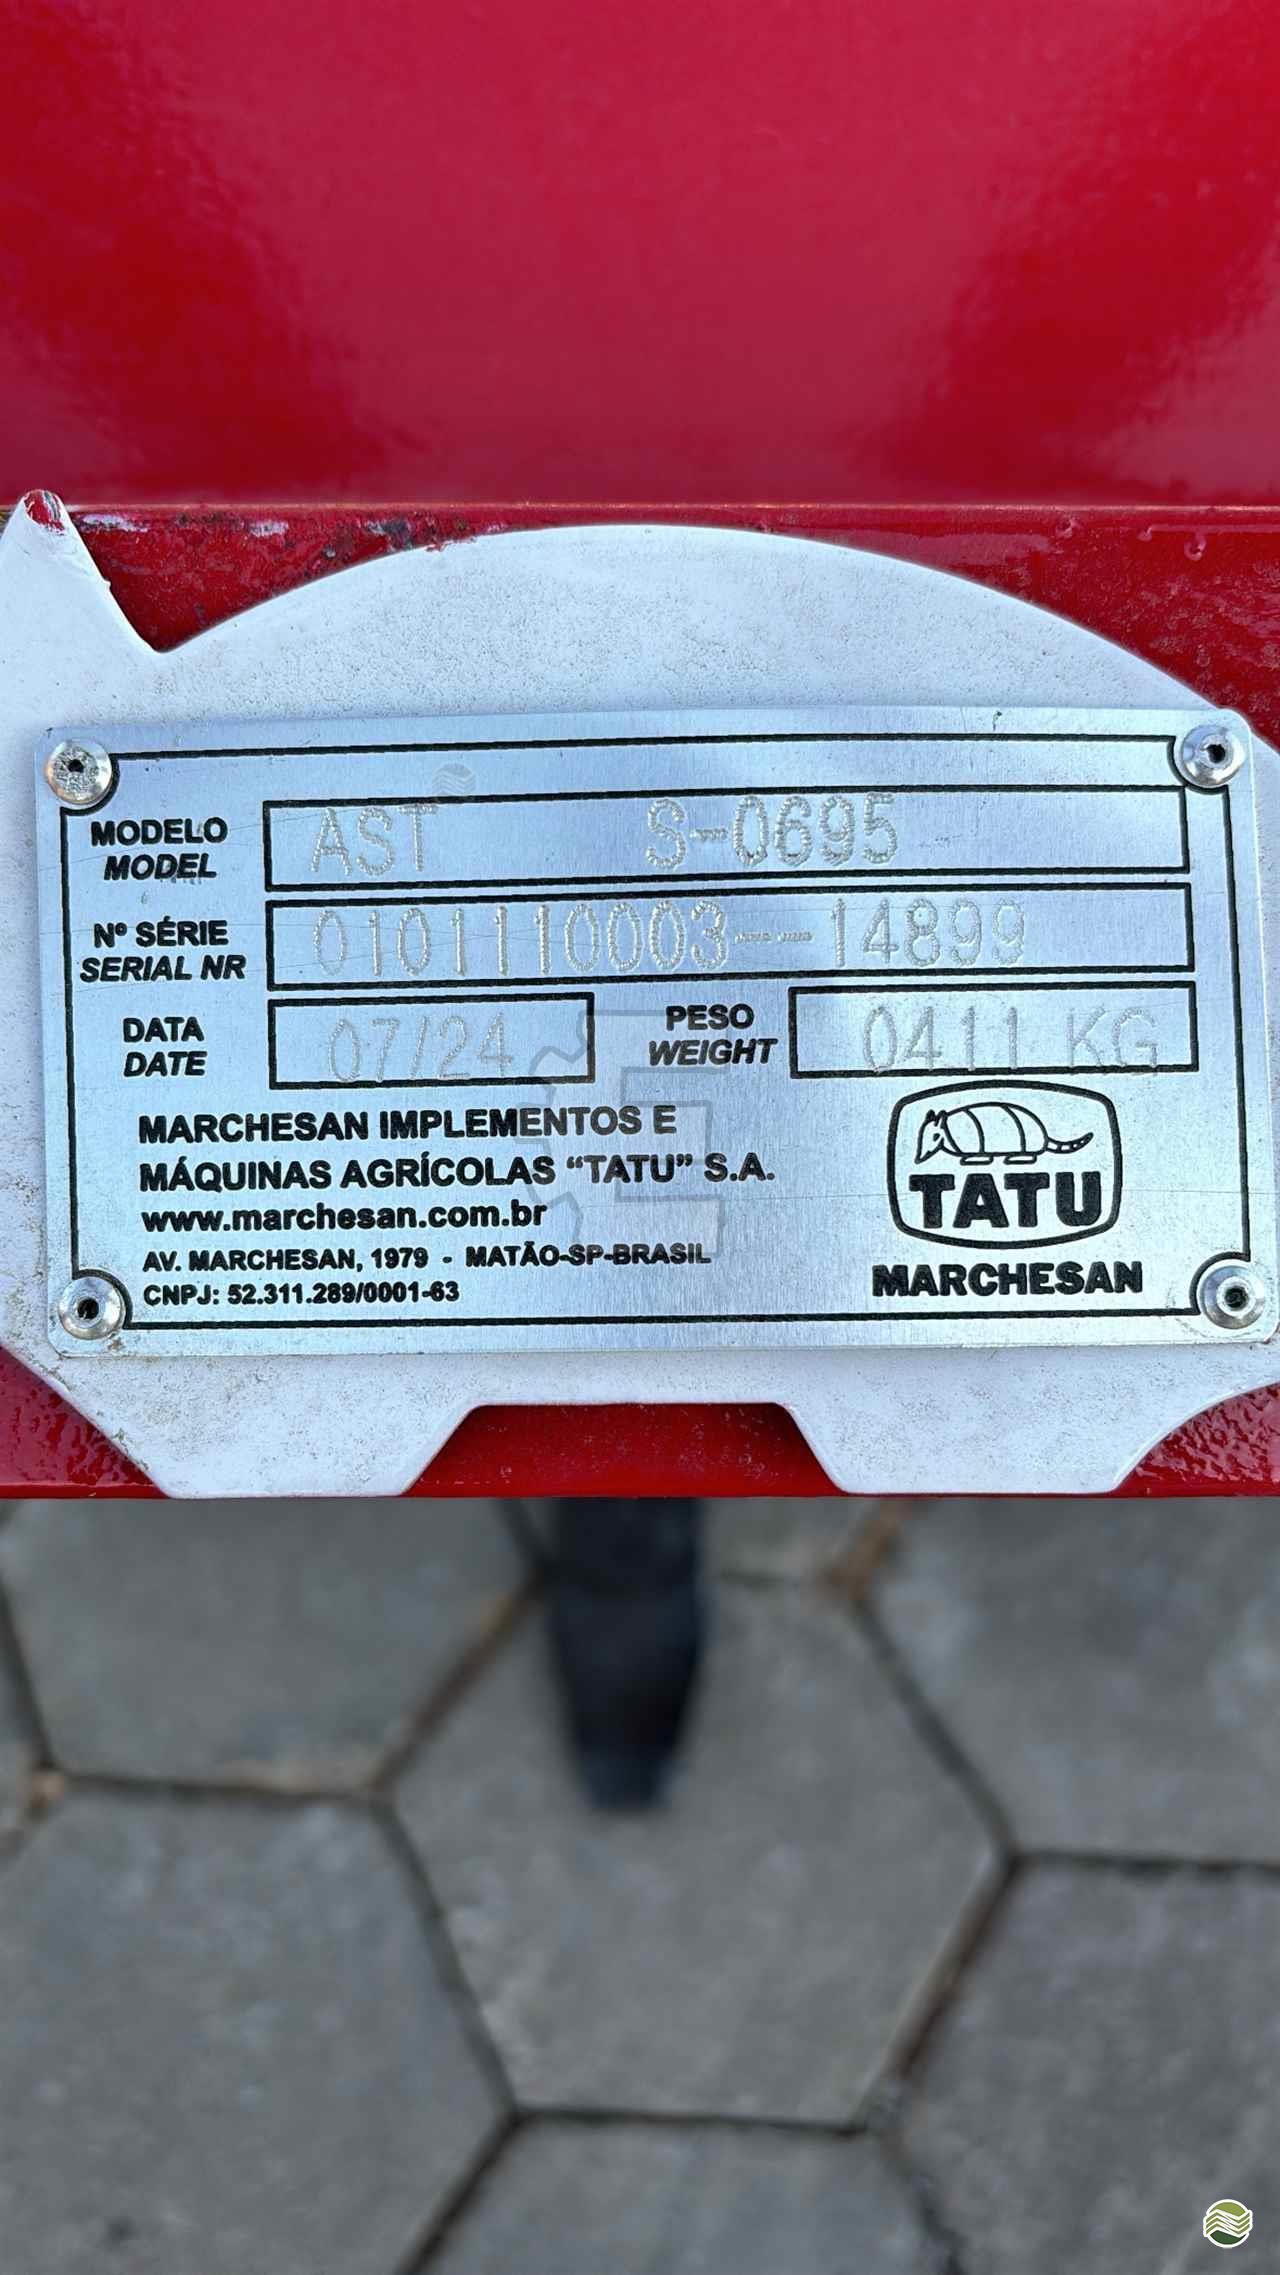 MODELO
MODEL
AST S-0695
Nº SÉRIE
SERIAL NR
0101110003--14899
DATA
DATE
07/24
PESO
WEIGHT
0411 KG
MARCHESAN IMPLEMENTOS E
MÁQUINAS AGRÍCOLAS “TATU” S.A.
www.marchesan.com.br
AV. MARCHESAN, 1979 - MATÃO-SP-BRASIL
CNPJ: 52.311.289/0001-63
TATU
MARCHESAN